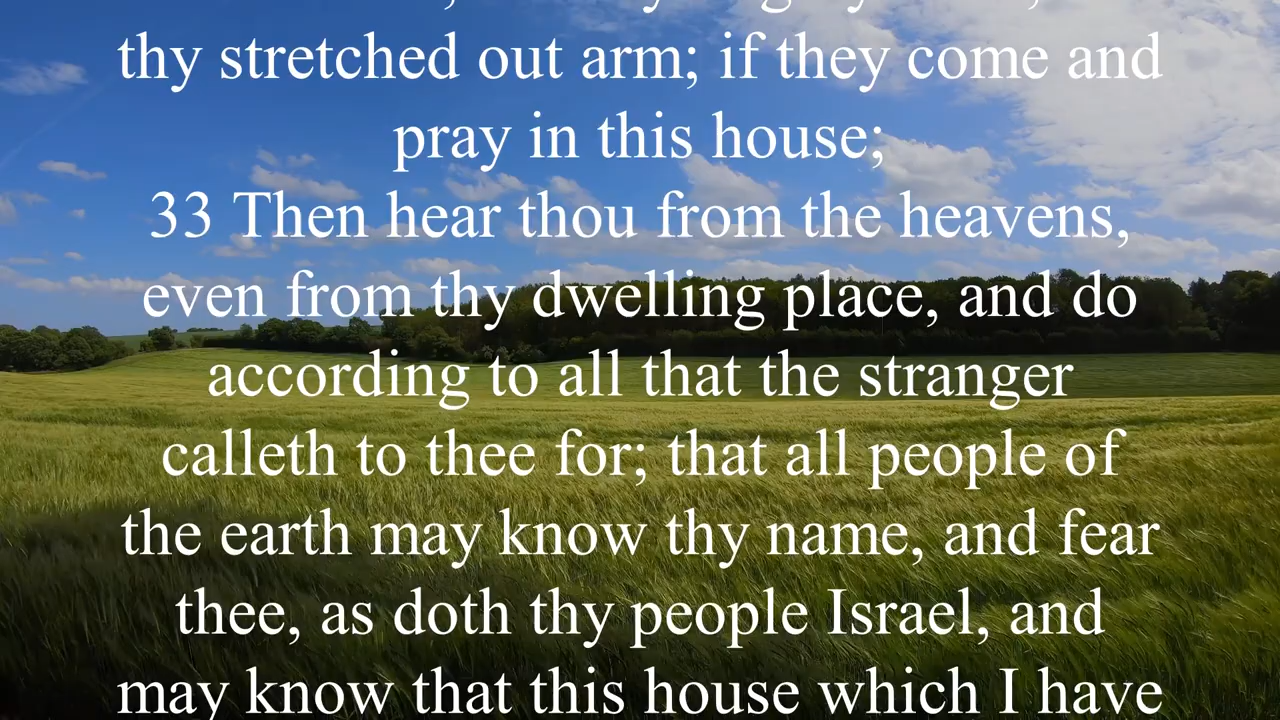 thy stretched out arm; if they come and
pray in this house;
33 Then hear thou from the heavens,
even from thy dwelling place, and do
according to all that the stranger
calleth to thee for; that all people of
the earth may know thy name, and fear
thee, as doth thy people Israel, and
may know that this house which I have